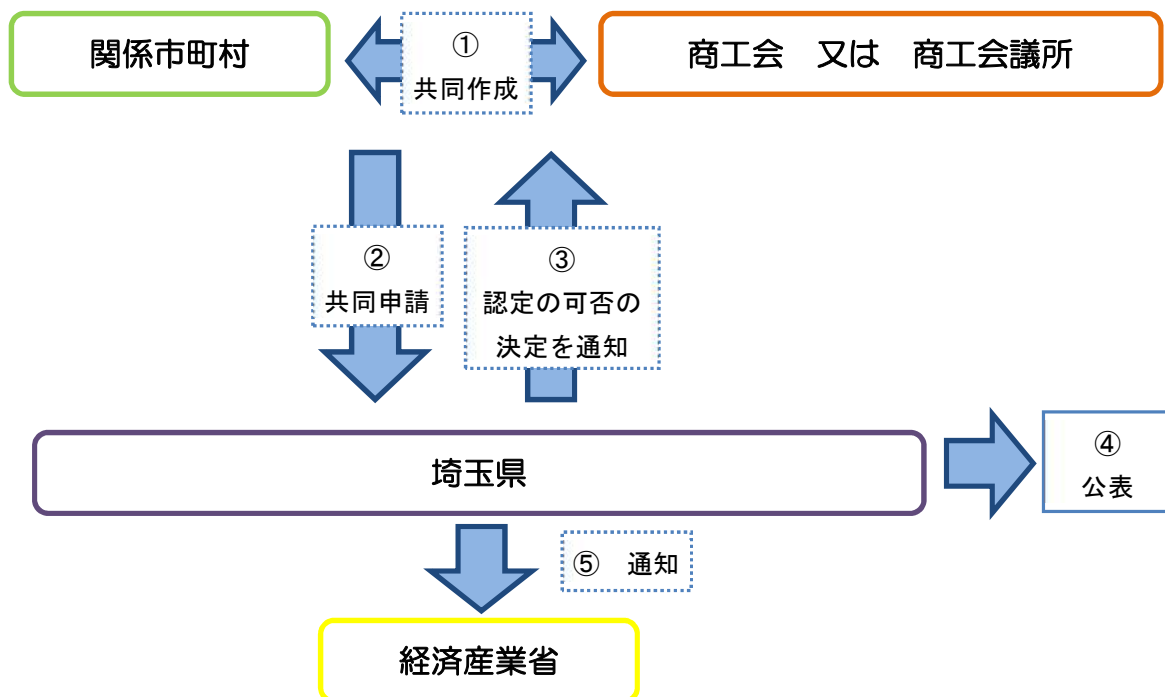 関係市町村
①
共同作成
商工会　又は　商工会議所
②
共同申請
③
認定の可否の
決定を通知
埼玉県
④
公表
⑤　通知
経済産業省